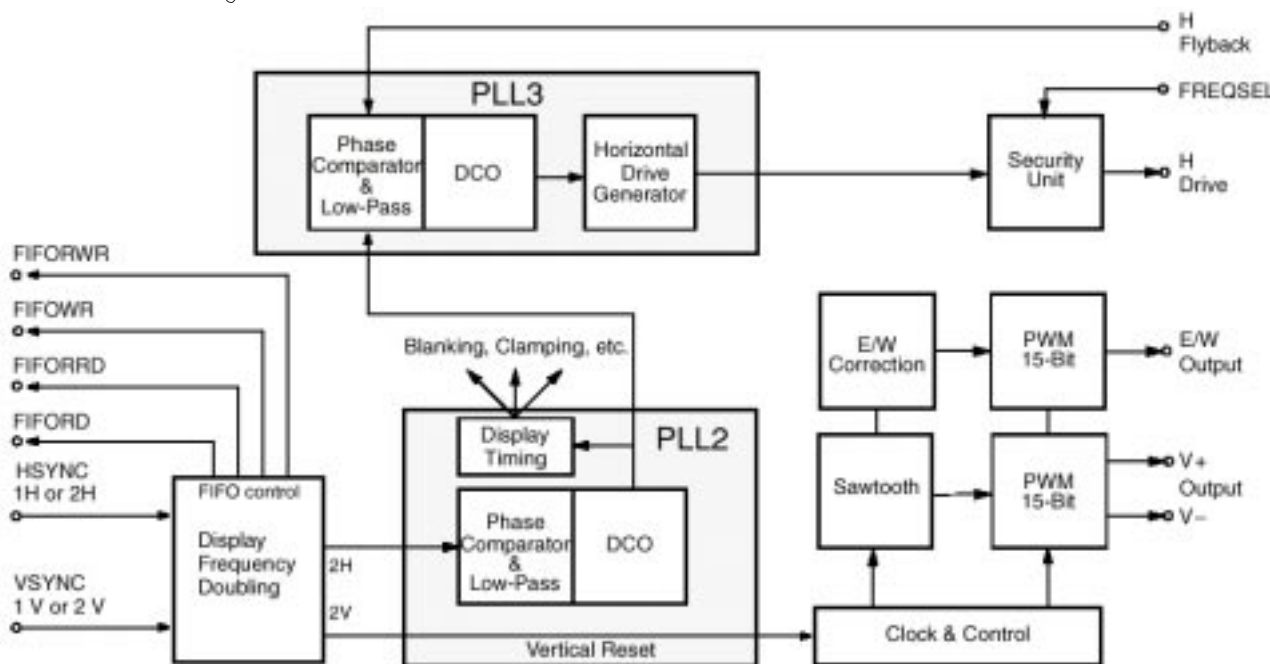 H
Flyback
FREQSEL
PLL3
Phase
Comparator
&
Low-Pass
DCO
Horizontal
Drive
Generator
Security
Unit
H
Drive
FIFORWR
FIFOWR
FIFORRD
FIFORD
HSYNC
1H or 2H
VSYNC
1 V or 2 V
FIFO control
Display
Frequency
Doubling
2H
2V
Blanking, Clamping, etc.
PLL2
Display
Timing
Phase
Comparator
&
Low-Pass
DCO
Vertical Reset
E/W
Correction
PWM
15-Bit
E/W
Output
Sawtooth
PWM
15-Bit
V+
Output
V−
Clock & Control